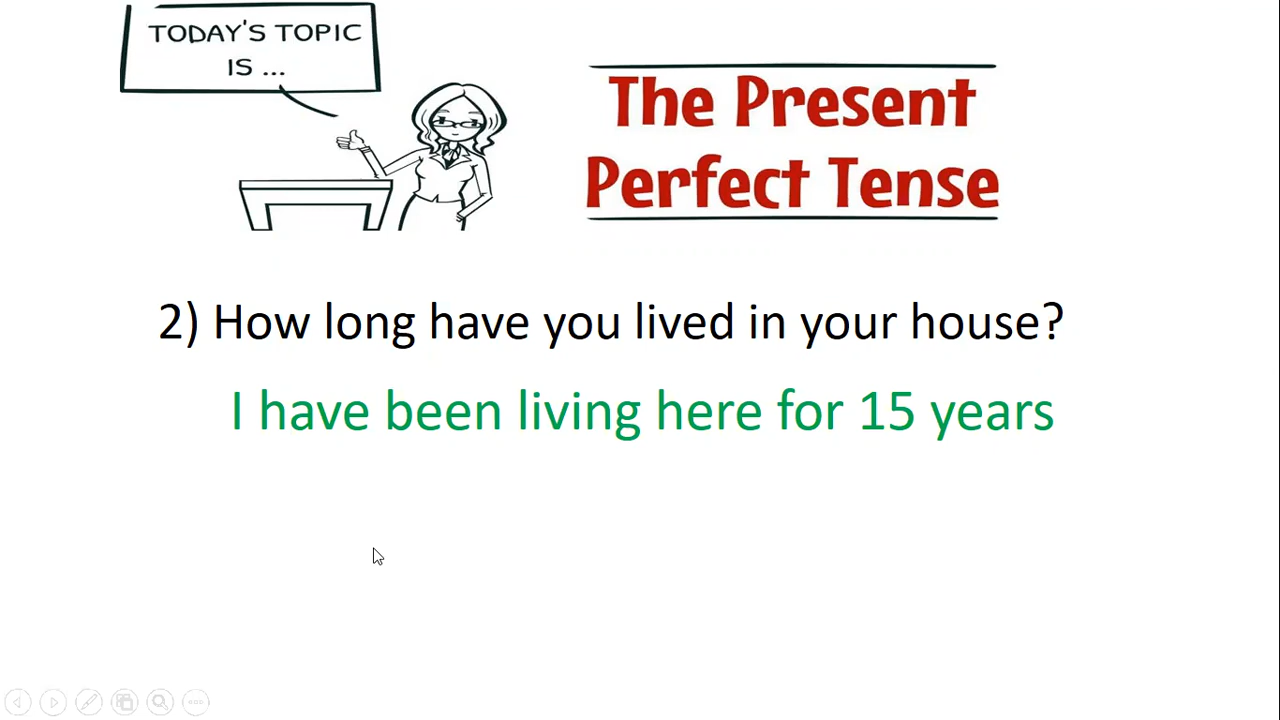 TODAY'S TOPIC
IS ...
The Present
Perfect Tense
2) How long have you lived in your house?
I have been living here for 15 years